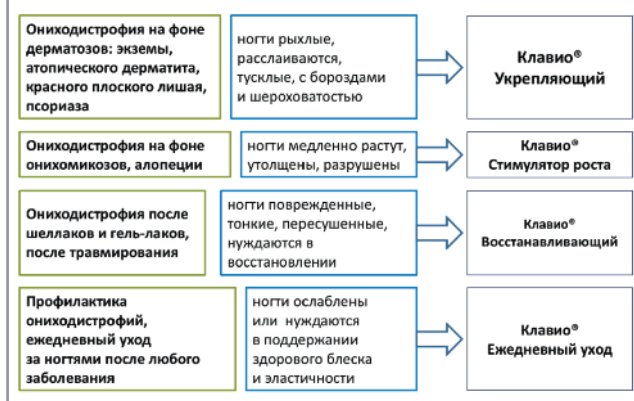 Ониходистрофия на фоне
дерматозов: экземы,
атопического дерматита,
красного плоского лишая,
псориаза
ногти рыхлые,
расслаиваются,
тусклые, с бороздами
и шероховатостью
Клавио®
Укрепляющий
Ониходистрофия на фоне
онихомикозов, алопеции
ногти медленно растут,
утолщены, разрушены
Клавио®
Стимулятор роста
Ониходистрофия после
шеллаков и гель-лаков,
после травмирования
ногти поврежденные,
тонкие, пересушенные,
нуждаются в
восстановлении
Клавио®
Восстанавливающий
Профилактика
ониходистрофий,
ежедневный уход
за ногтями после любого
заболевания
ногти ослаблены
или нуждаются
в поддержании
здорового блеска
и эластичности
Клавио®
Ежедневный уход